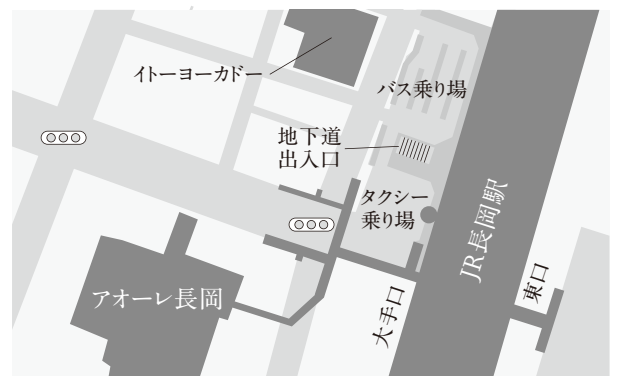 イトーヨーカドー
バス乗り場
地下道
出入口
タクシー
乗り場
JR長岡駅
東口
大手口
アオーレ長岡